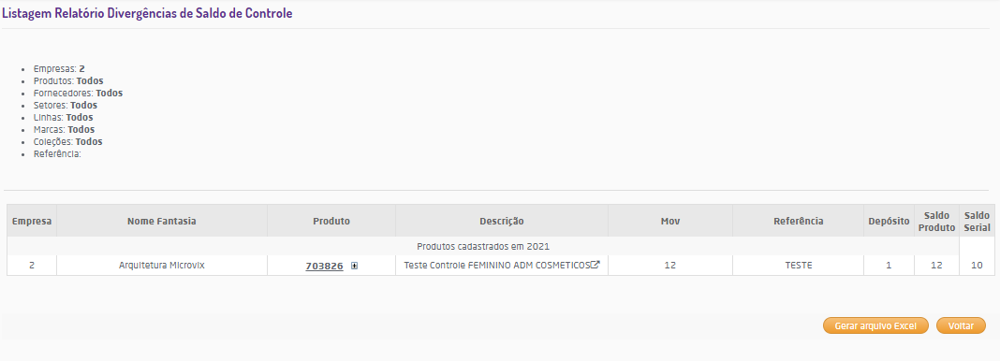 Listagem Relatório Divergências de Saldo de Controle
Empresas: 2
Produtos: Todos
Fornecedores: Todos
Setores: Todos
Linhas: Todos
Marcas: Todos
Coleções: Todos
Referência:
Empresa Nome Fantasia Produto Descrição Mov Referência Depósito Saldo Produto Saldo Serial
Produtos cadastrados em 2021
2 Arquitetura Microvix 703826 Teste Controle FEMININO ADM COSMETICOS 12 TESTE 1 12 10
Gerar arquivo Excel Voltar